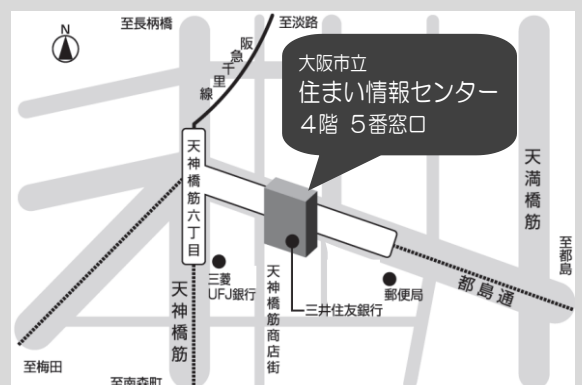 至長柄橋
至淡路
N
阪急千里線
大阪市立
住まい情報センター
4階 5番窓口
天神橋筋六丁目
天満橋筋
至都島
三菱
UFJ銀行
郵便局
都島通
三井住友銀行
天神橋筋
天神橋筋商店街
至梅田
至南森町